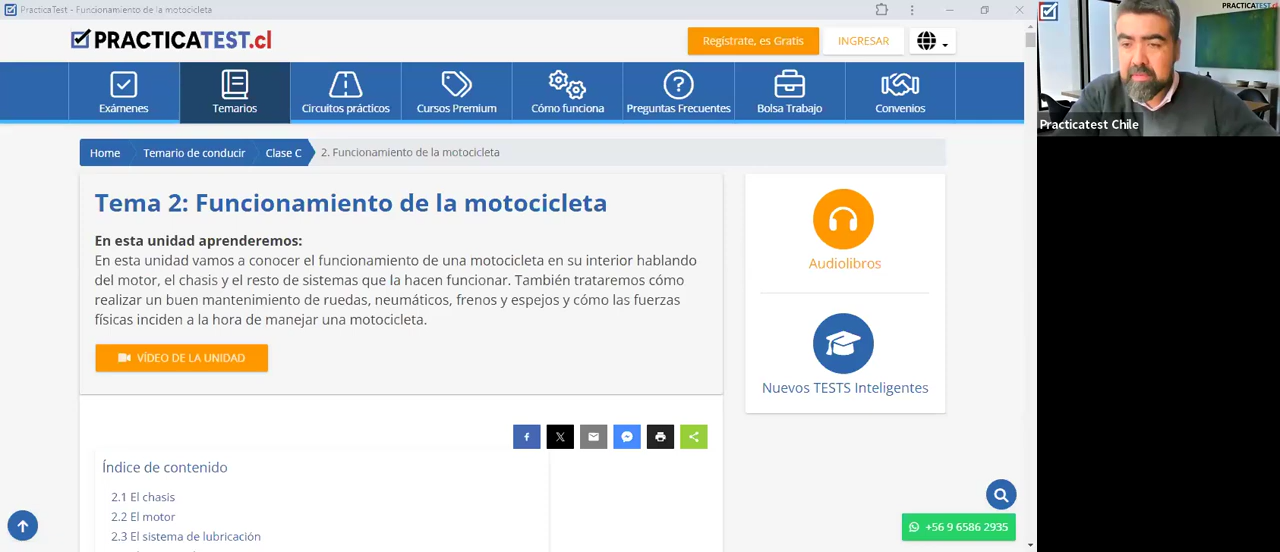 PracticaTest - Funcionamiento de la motocicleta
PRACTICATEST.cl
Regístrate, es Gratis
INGRESAR
Exámenes
Temarios
Circuitos prácticos
Cursos Premium
Cómo funciona
Preguntas Frecuentes
Bolsa Trabajo
Convenios
Home
Temario de conducir
Clase C
2. Funcionamiento de la motocicleta
Tema 2: Funcionamiento de la motocicleta
En esta unidad aprenderemos:
En esta unidad vamos a conocer el funcionamiento de una motocicleta en su interior hablando
del motor, el chasis y el resto de sistemas que la hacen funcionar. También trataremos cómo
realizar un buen mantenimiento de ruedas, neumáticos, frenos y espejos y cómo las fuerzas
físicas inciden a la hora de manejar una motocicleta.
VÍDEO DE LA UNIDAD
Audiolibros
Nuevos TESTS Inteligentes
Índice de contenido
2.1 El chasis
2.2 El motor
2.3 El sistema de lubricación
+56 9 6586 2935
PRACTICATEST.cl
Practicatest Chile